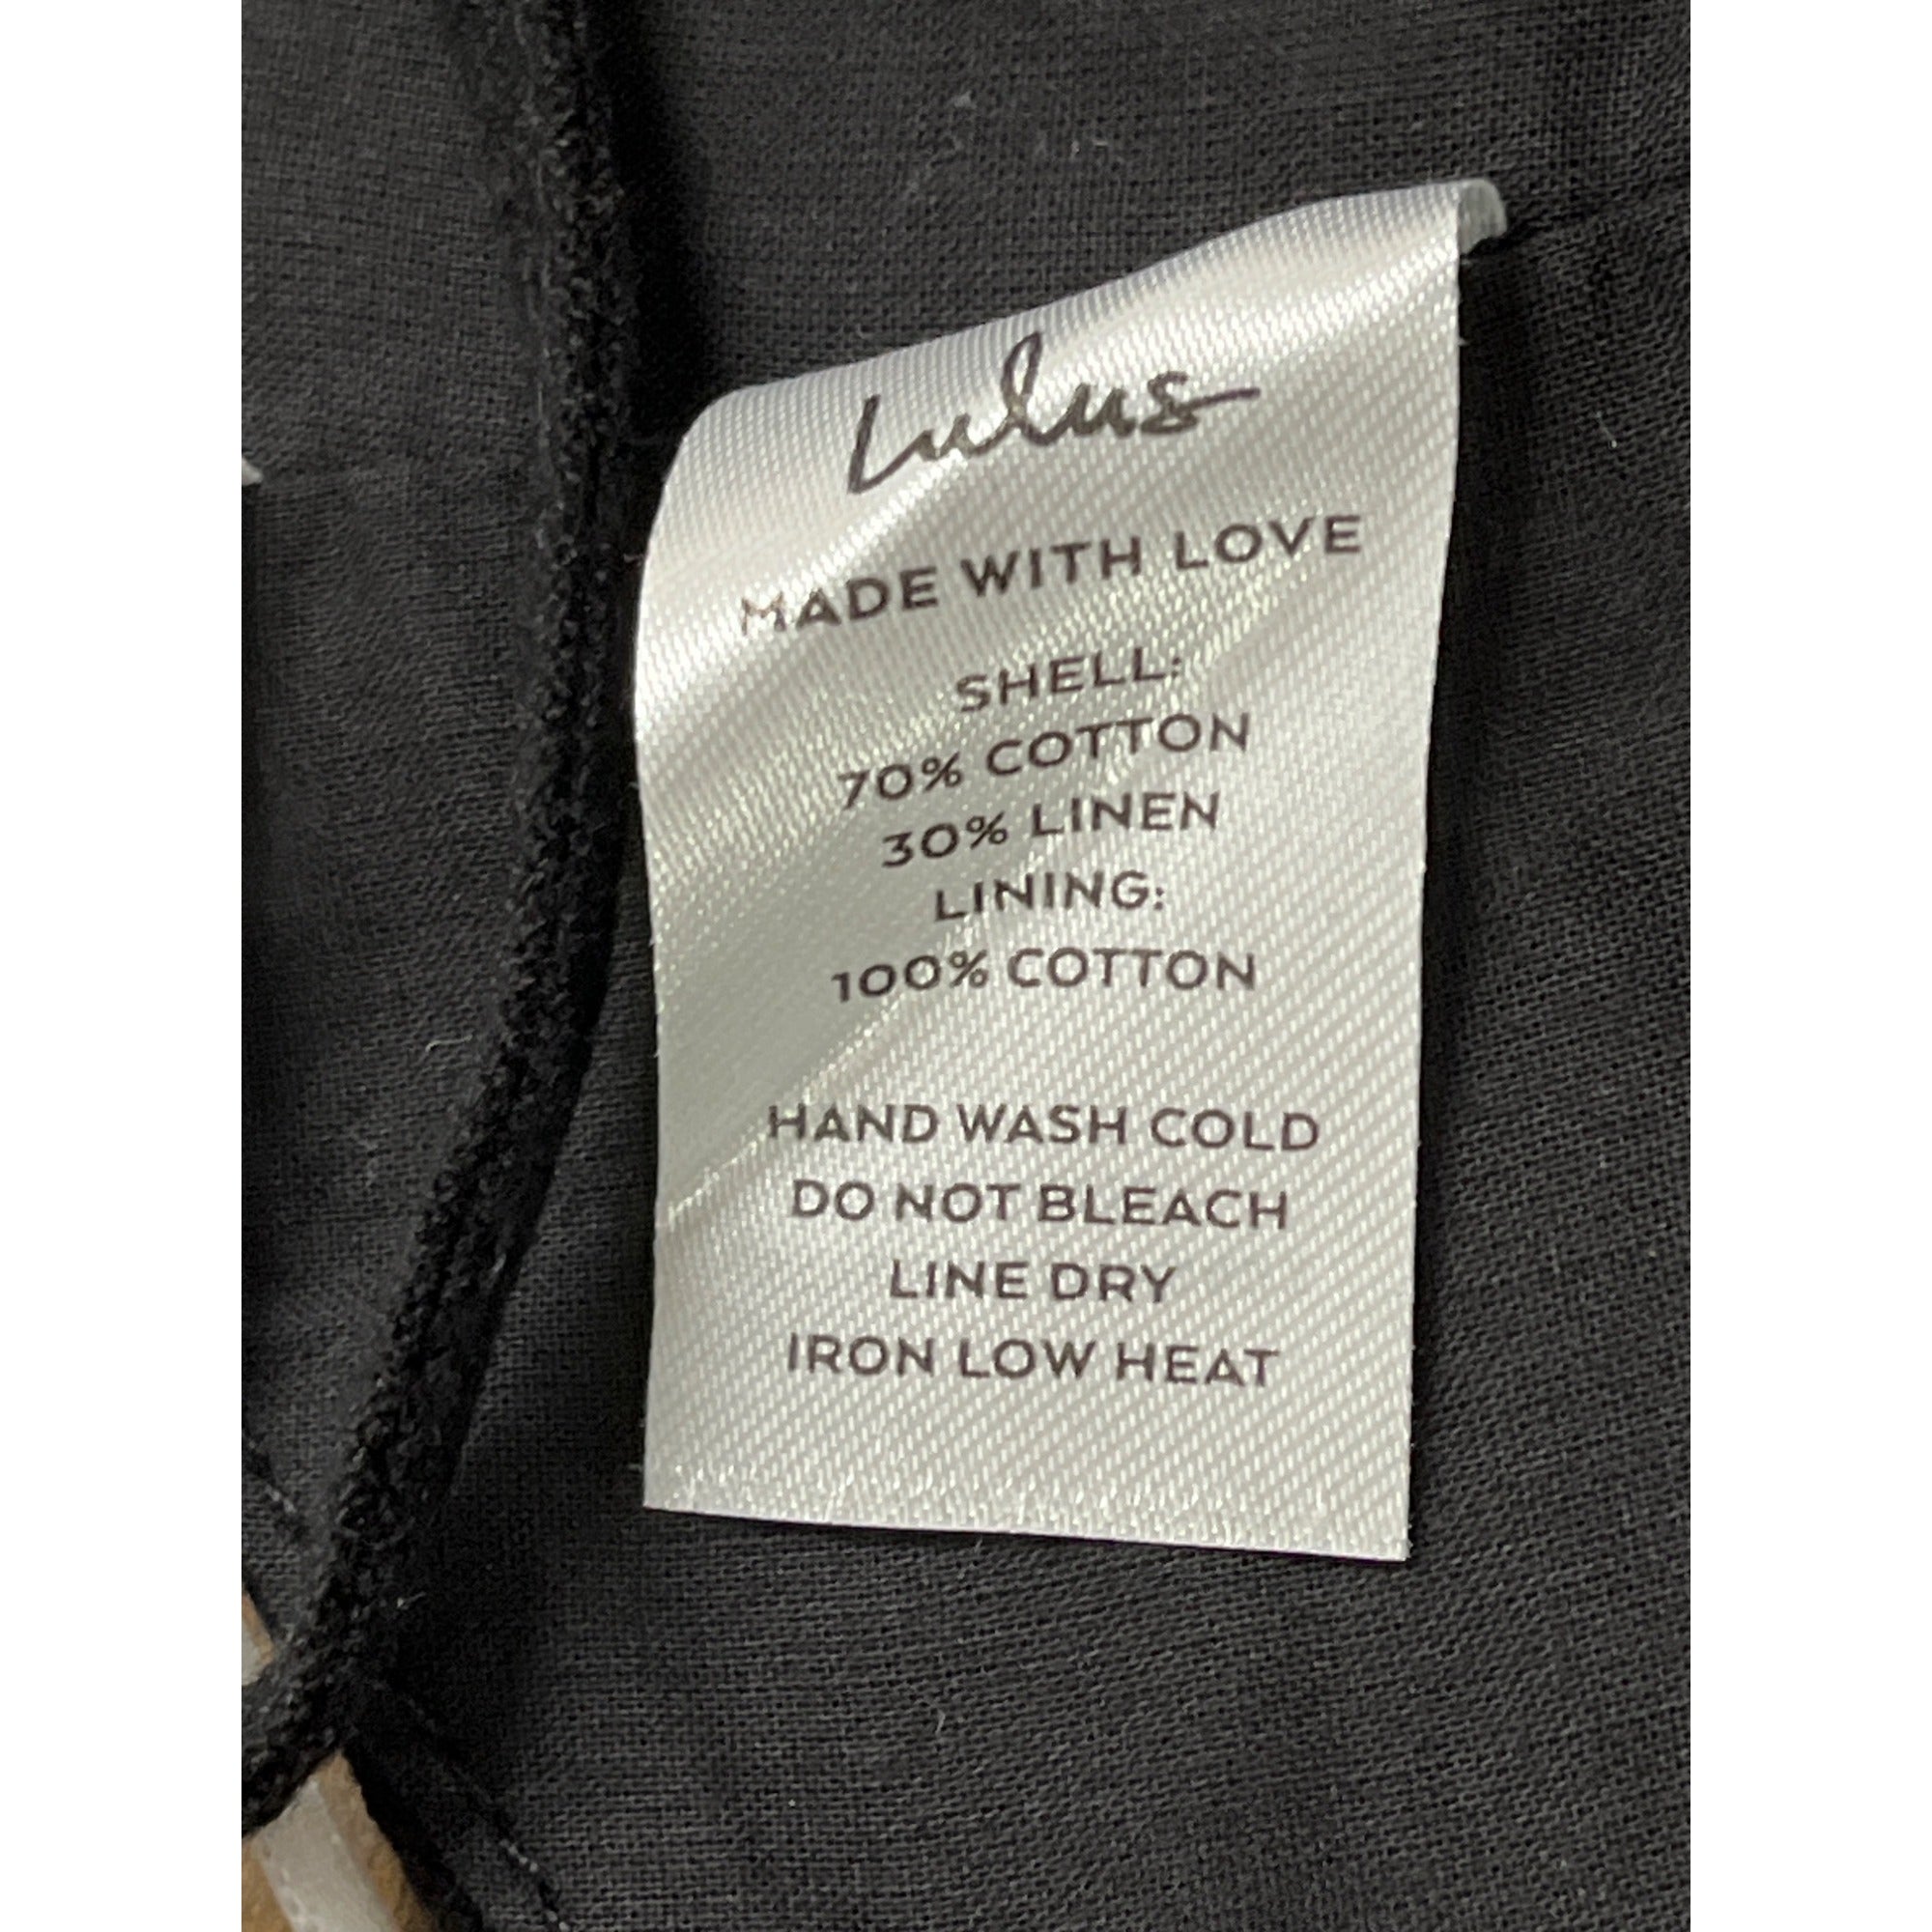 Lulus
MADE WITH LOVE
SHELL:
70% COTTON
30% LINEN
LINING:
100% COTTON
HAND WASH COLD
DO NOT BLEACH
LINE DRY
IRON LOW HEAT